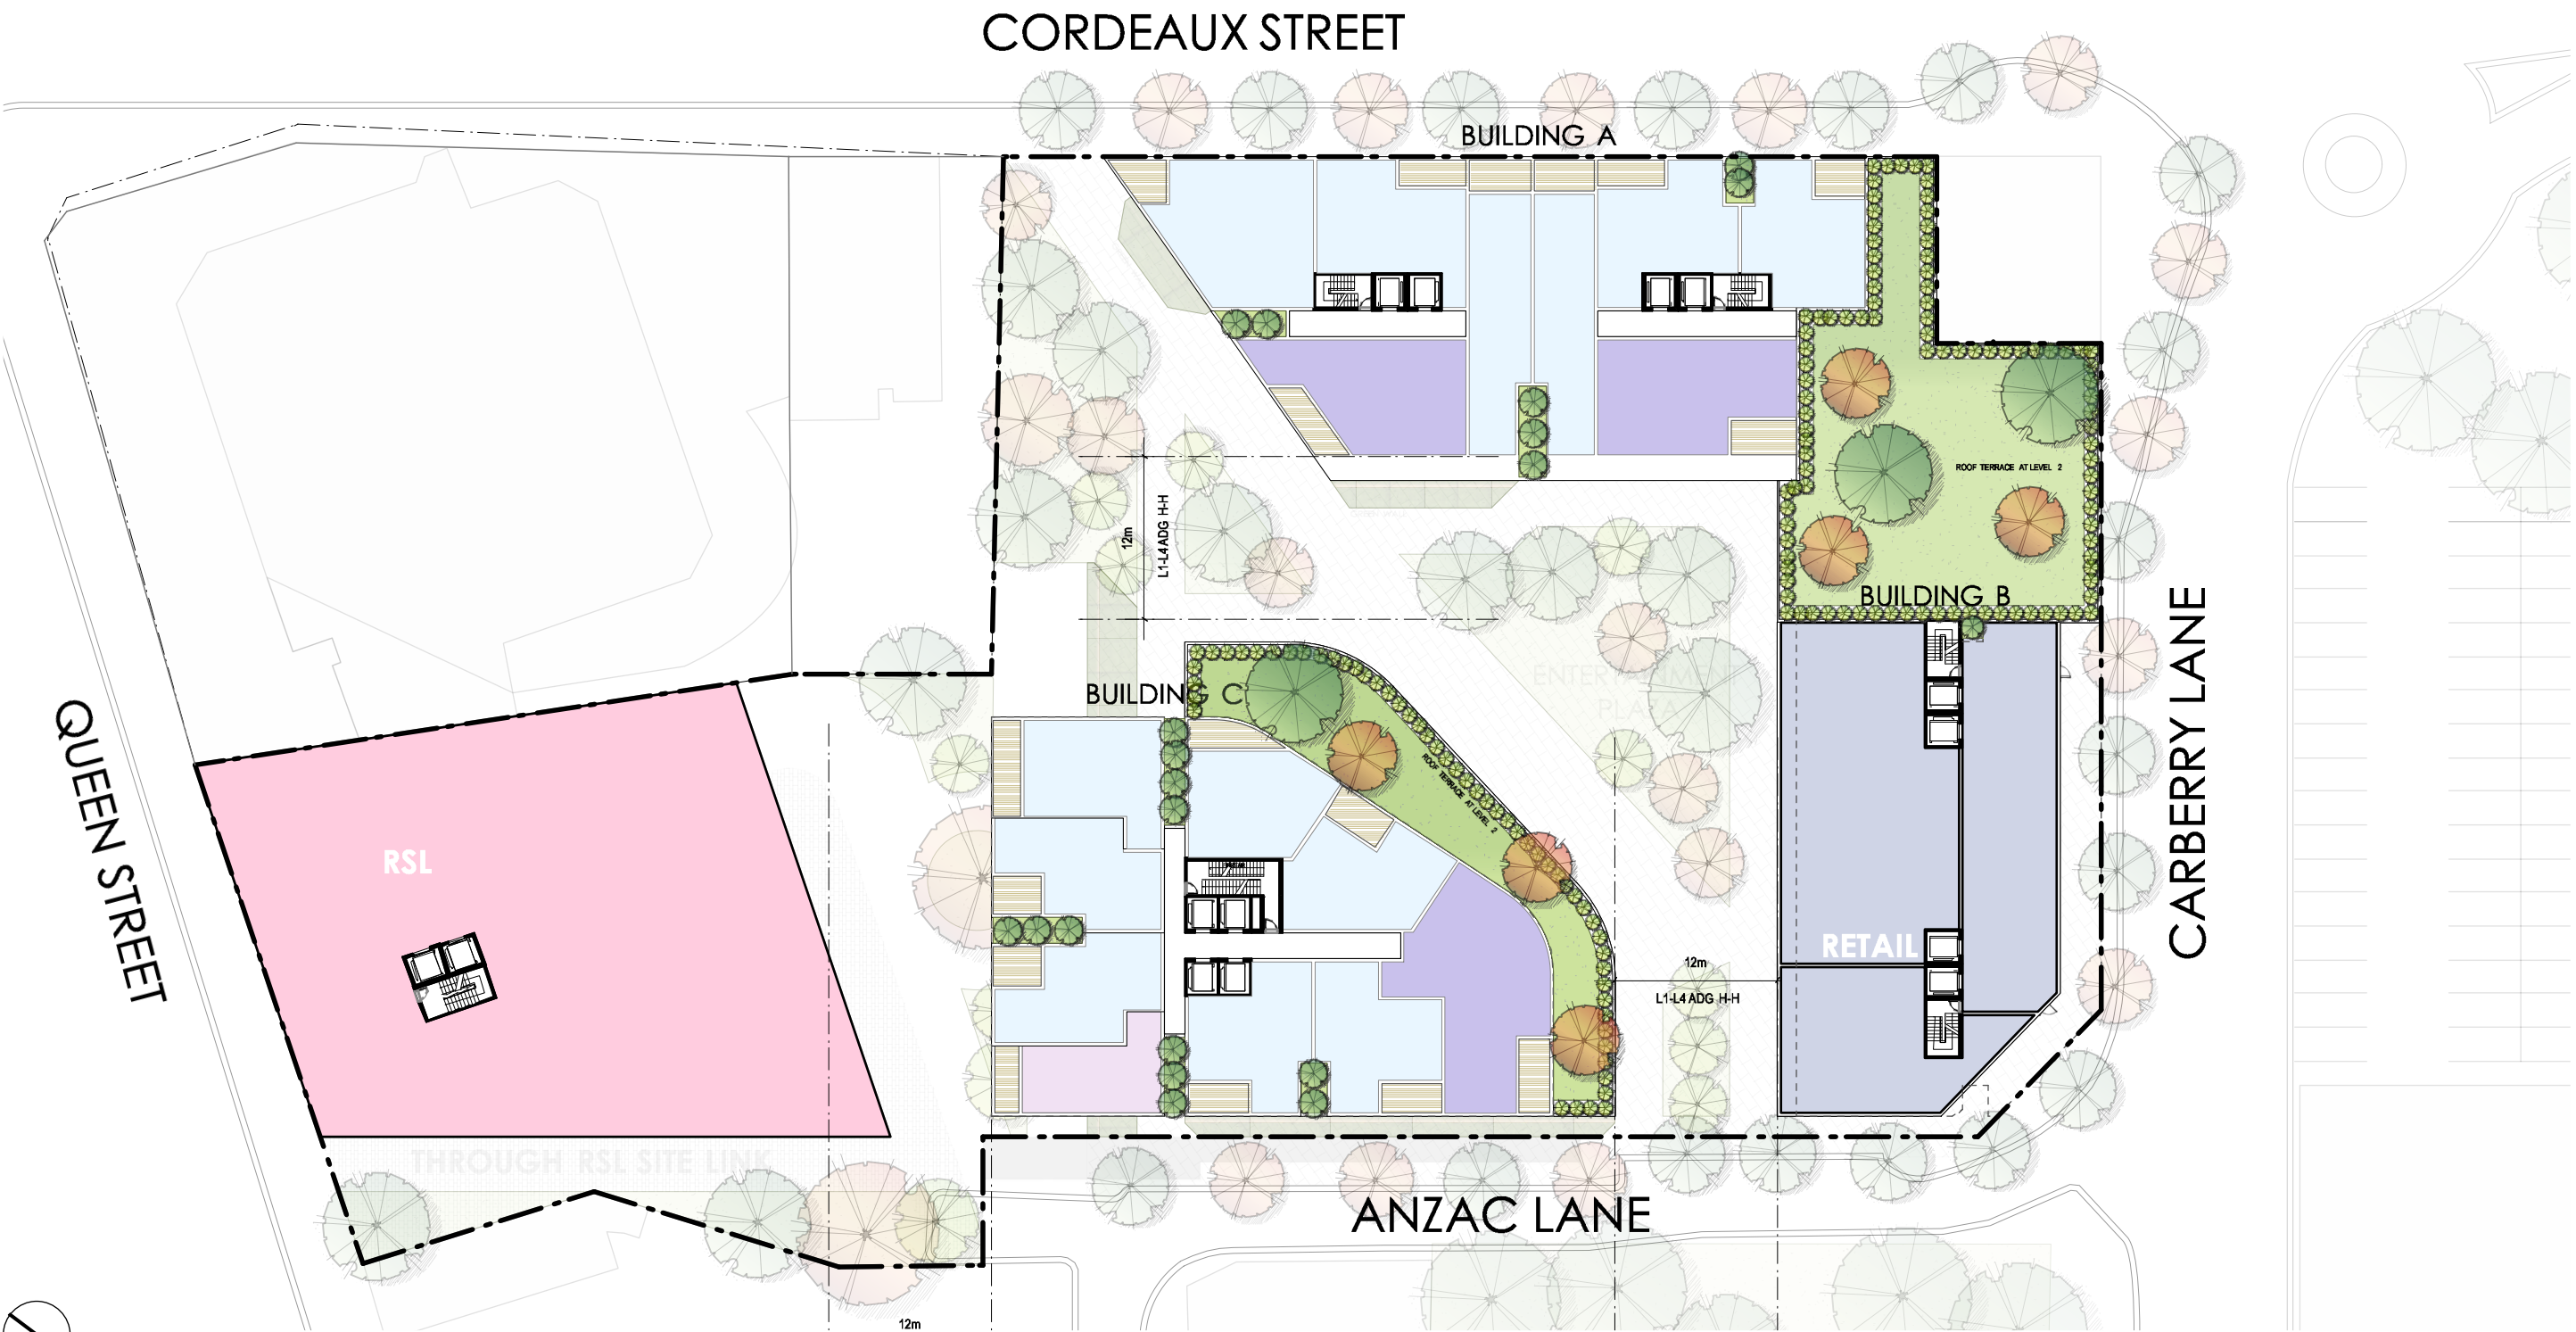 CORDEAUX STREET
BUILDING A
12m
L1-L4 ADG H-H
ROOF TERRACE AT LEVEL 2
BUILDING B
ENTERTAINMENT
PLAZA
BUILDING C
ROOF TERRACE AT LEVEL 2
QUEEN STREET
CARBERRY LANE
RSL
RETAIL
12m
L1-L4 ADG H-H
THROUGH RSL SITE LINK
ANZAC LANE
12m